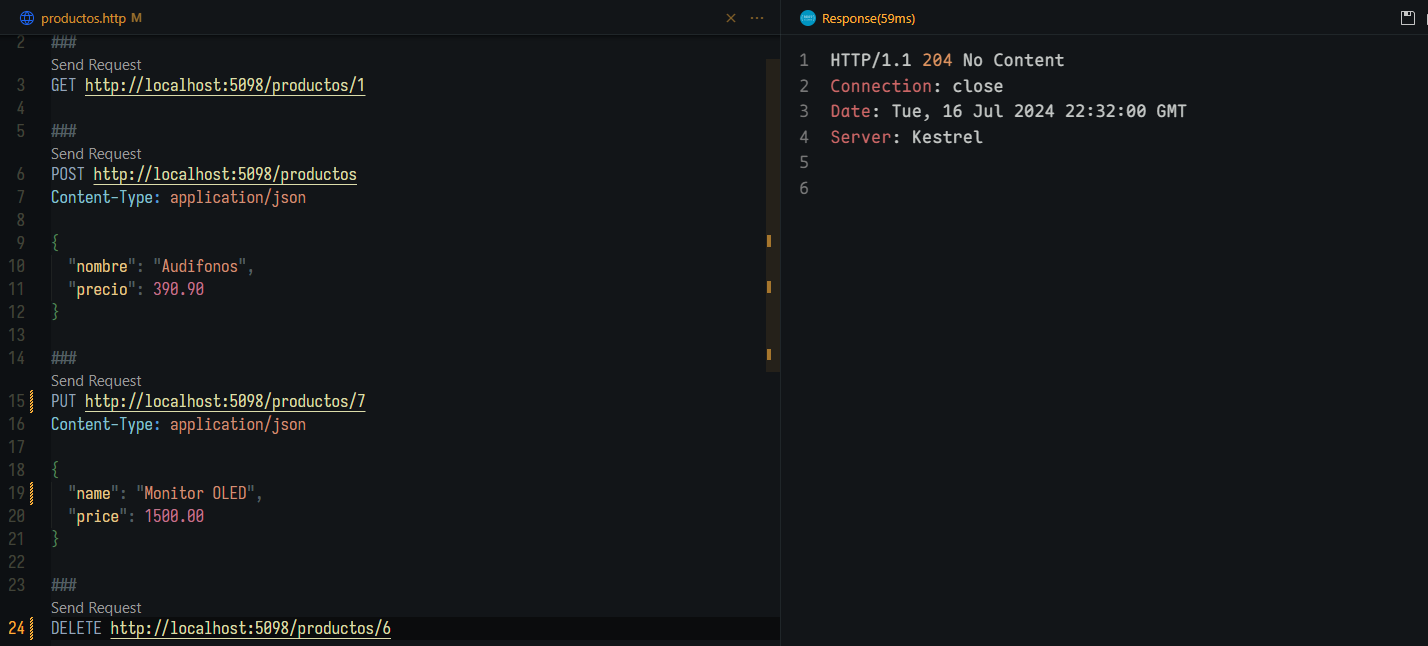 productos.http M
2 ###
Send Request
3 GET http://localhost:5098/productos/1
4
5 ###
Send Request
6 POST http://localhost:5098/productos
7 Content-Type: application/json
8
9 {
10 "nombre": "Audifonos",
11 "precio": 390.90
12 }
13
14 ###
Send Request
15 PUT http://localhost:5098/productos/7
16 Content-Type: application/json
17
18 {
19 "name": "Monitor OLED",
20 "price": 1500.00
21 }
22
23 ###
Send Request
24 DELETE http://localhost:5098/productos/6
Response(59ms)
1 HTTP/1.1 204 No Content
2 Connection: close
3 Date: Tue, 16 Jul 2024 22:32:00 GMT
4 Server: Kestrel
5
6